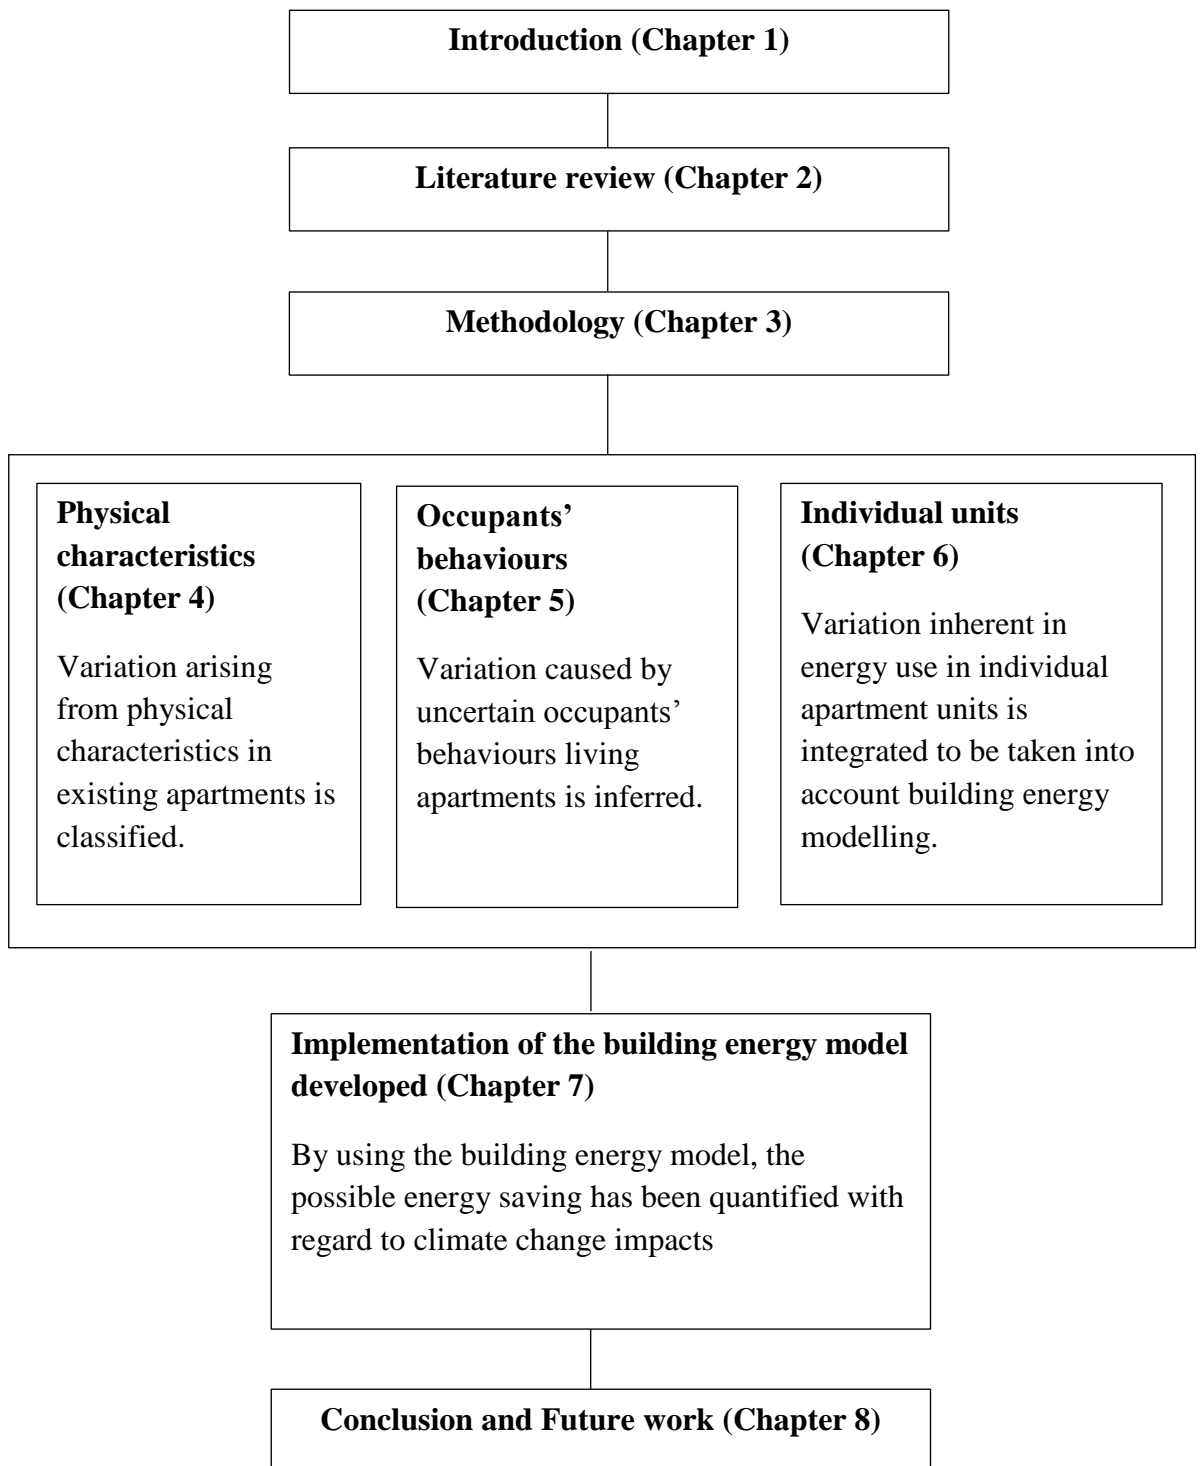 Introduction (Chapter 1)
Literature review (Chapter 2)
Methodology (Chapter 3)
Physical
characteristics
(Chapter 4)
Variation arising
from physical
characteristics in
existing apartments is
classified.
Occupants’
behaviours
(Chapter 5)
Variation caused by
uncertain occupants’
behaviours living
apartments is inferred.
Individual units
(Chapter 6)
Variation inherent in
energy use in individual
apartment units is
integrated to be taken into
account building energy
modelling.
Implementation of the building energy model
developed (Chapter 7)
By using the building energy model, the
possible energy saving has been quantified with
regard to climate change impacts
Conclusion and Future work (Chapter 8)